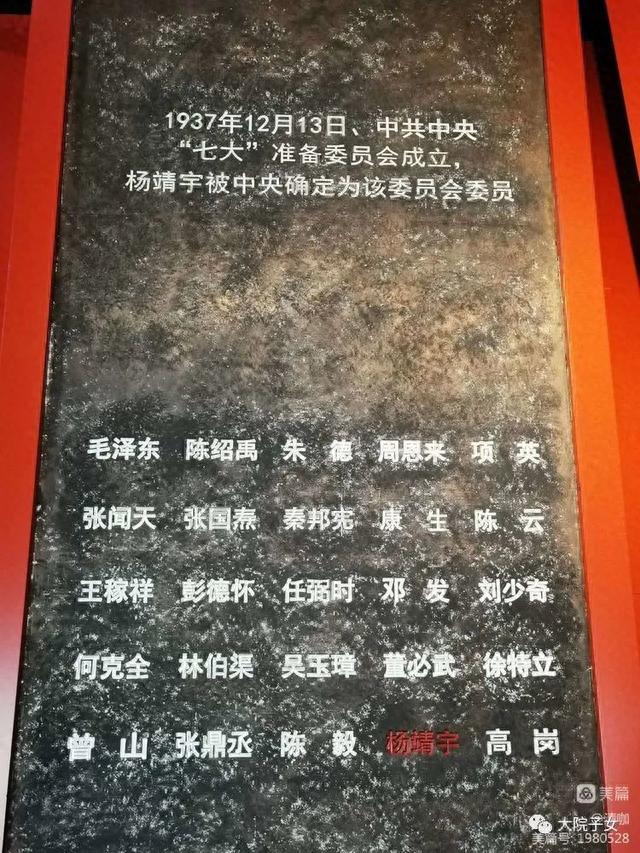 1937年12月13日、中共中央
“七大”准备委员会成立，
杨靖宇被中央确定为该委员会委员
毛泽东 陈绍禹 朱 德 周恩来 项 英
张闻天 张国焘 秦邦宪 康 生 陈 云
王稼祥 彭德怀 任弼时 邓 发 刘少奇
何克全 林伯渠 吴玉璋 董必武 徐特立
曾 山 张鼎丞 陈 毅 杨靖宇 高 岗
美篇
大院子女
美篇号:1980528